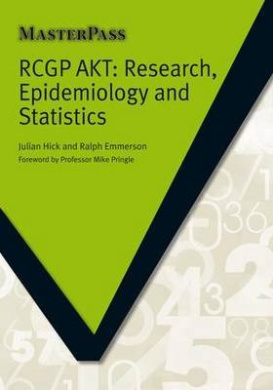 MASTERPASS
RCGP AKT: Research,
Epidemiology and
Statistics
Julian Hick and Ralph Emmerson
Foreword by Professor Mike Pringle